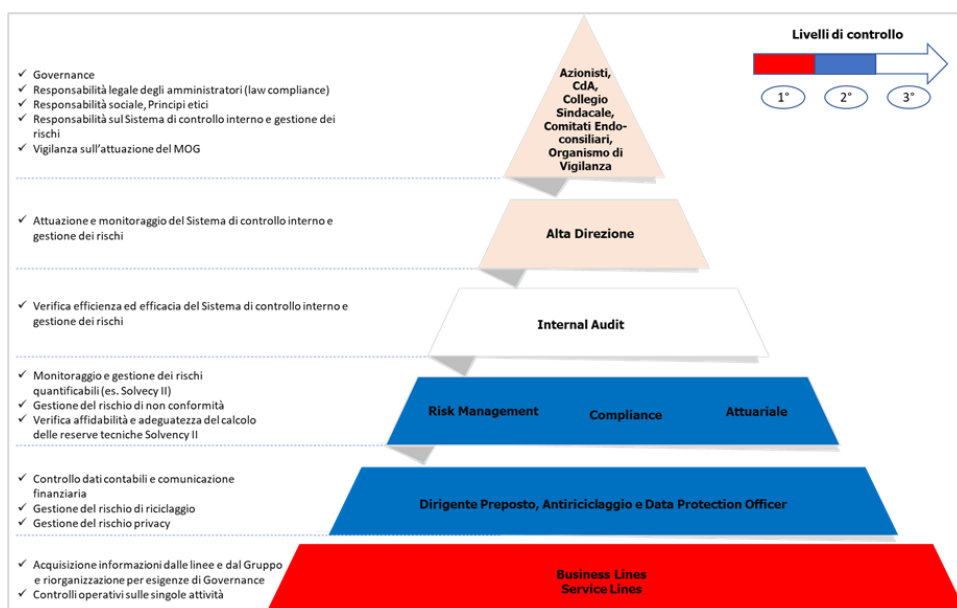 Livelli di controllo
1° 2° 3°
✓ Governance
✓ Responsabilità legale degli amministratori (law compliance)
✓ Responsabilità sociale, Principi etici
✓ Responsabilità sul Sistema di controllo interno e gestione dei
rischi
✓ Vigilanza sull'attuazione del MOG
Azionisti,
CdA,
Collegio
Sindacale,
Comitati Endo-
consiliari,
Organismo di
Vigilanza
✓ Attuazione e monitoraggio del Sistema di controllo interno e
gestione dei rischi
Alta Direzione
✓ Verifica efficienza ed efficacia del Sistema di controllo interno e
gestione dei rischi
Internal Audit
✓ Monitoraggio e gestione dei rischi
quantificabili (es. Solvecy II)
✓ Gestione del rischio di non conformità
✓ Verifica affidabilità e adeguatezza del calcolo
delle reserve tecniche Solvency II
Risk Management Compliance Attuariale
✓ Controllo dati contabili e comunicazione
finanziaria
✓ Gestione del rischio di riciclaggio
✓ Gestione del rischio privacy
Dirigente Preposto, Antiriciclaggio e Data Protection Officer
✓ Acquisizione informazioni dalle linee e dal Gruppo
e riorganizzazione per esigenze di Governance
✓ Controlli operativi sulle singole attività
Business Lines
Service Lines